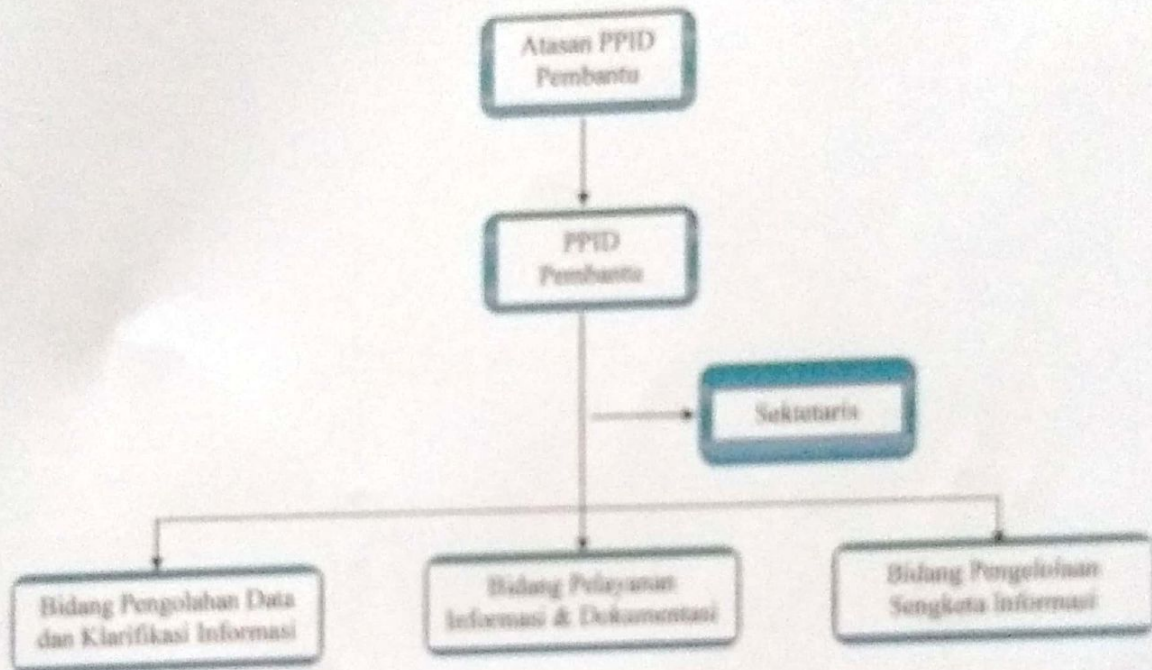 Atasan PPID
Pembantu
PPID
Pembantu
Sektetaris
Bidang Pengolahan Data
dan Klarifikasi Informasi
Bidang Pelayanan
Informasi & Dokumentasi
Bidang Pengelolaan
Sengketa Informasi